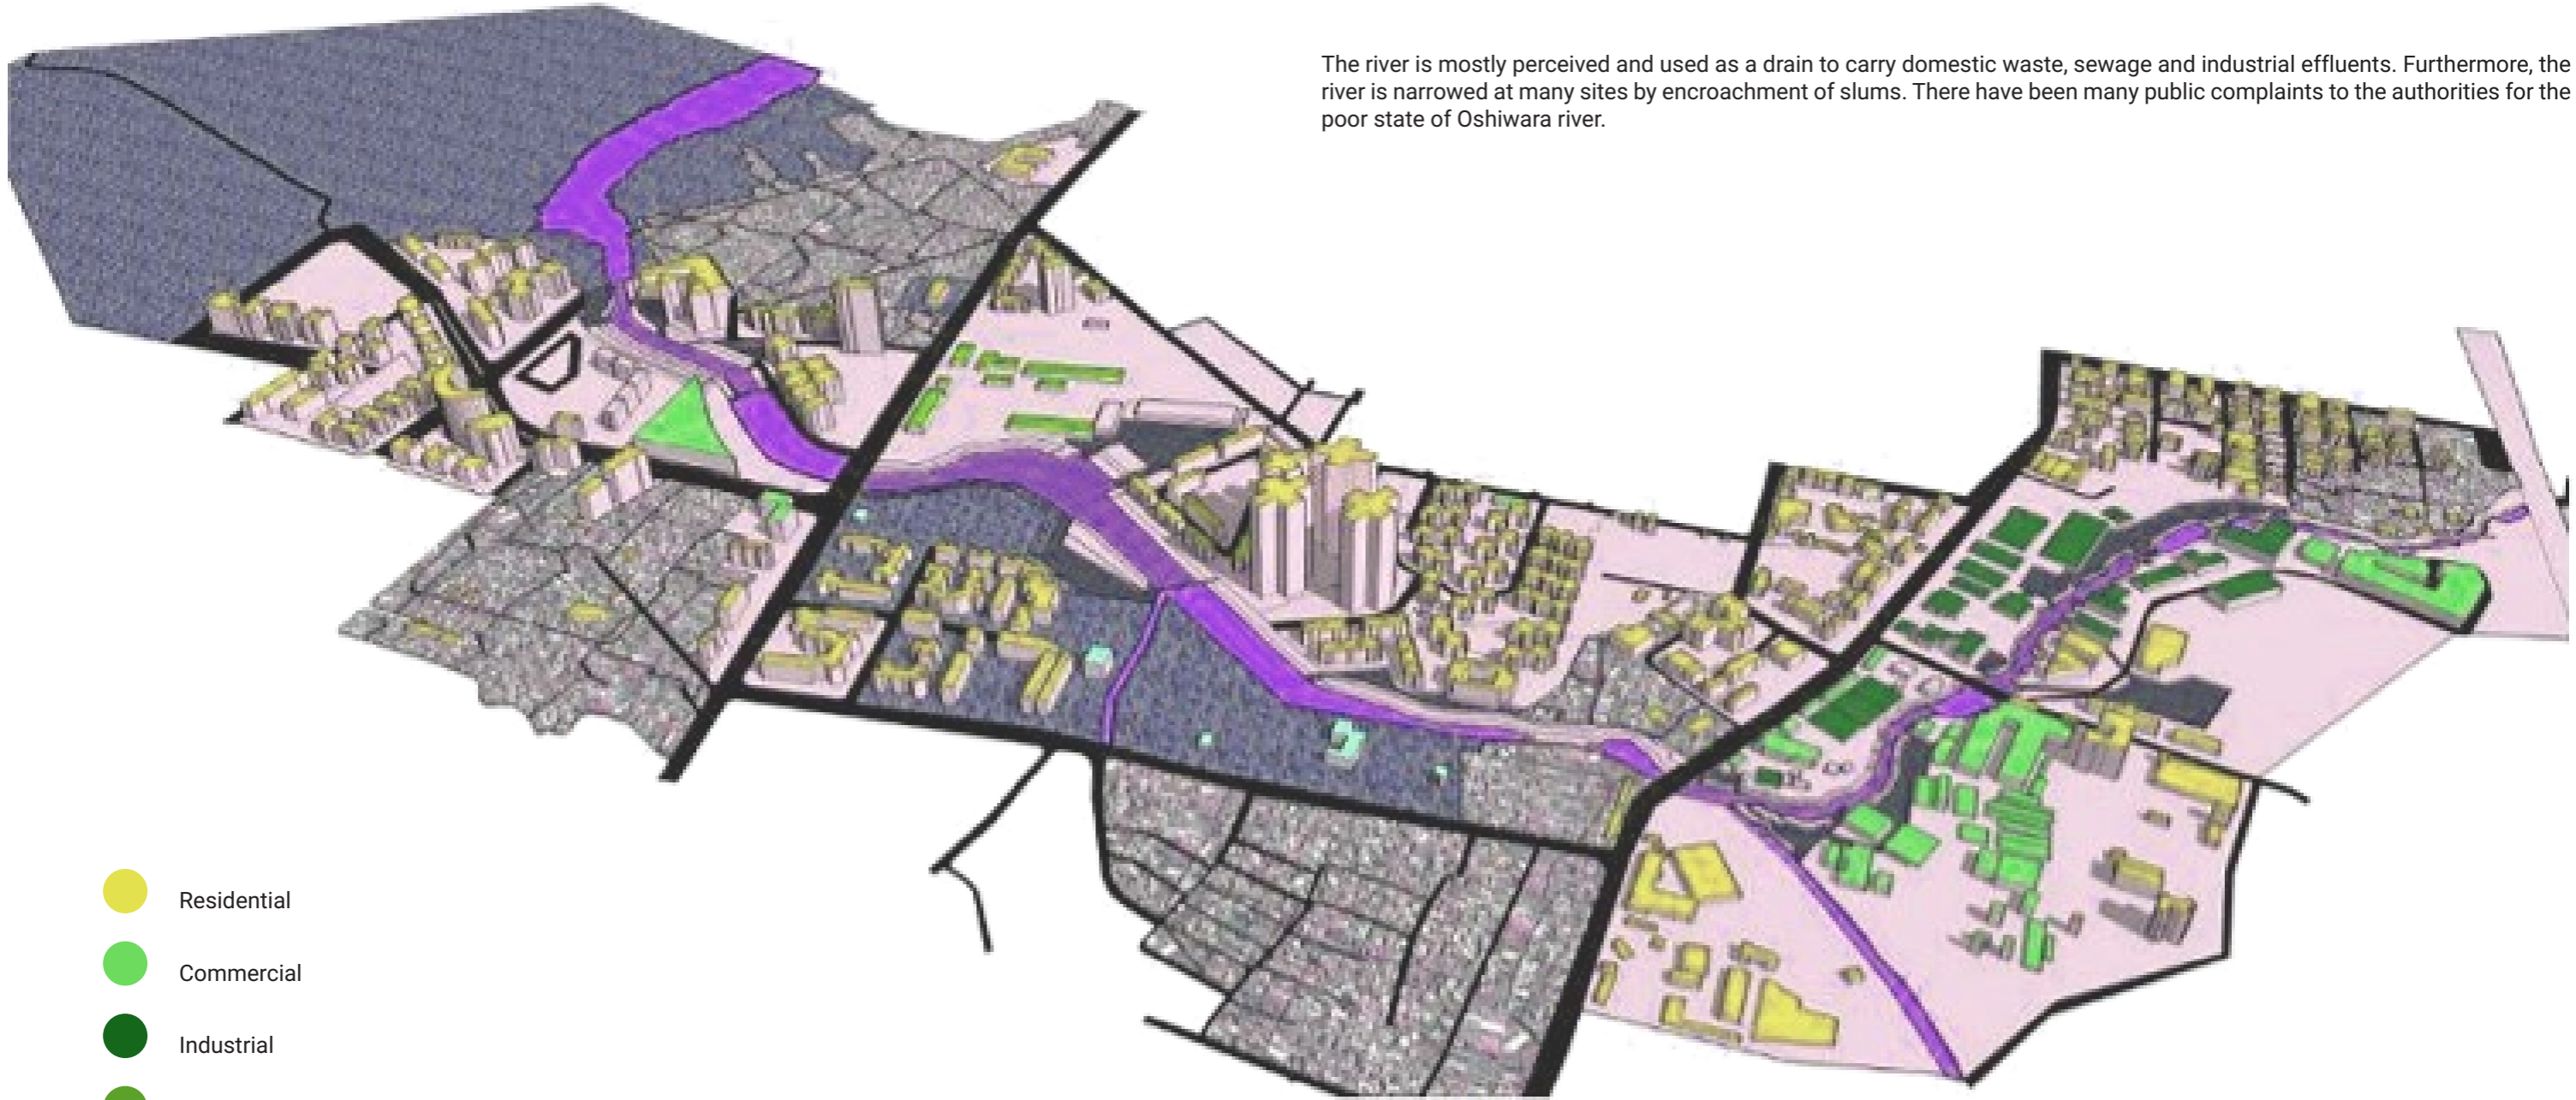 The river is mostly perceived and used as a drain to carry domestic waste, sewage and industrial effluents. Furthermore, the
river is narrowed at many sites by encroachment of slums. There have been many public complaints to the authorities for the
poor state of Oshiwara river.
Residential
Commercial
Industrial